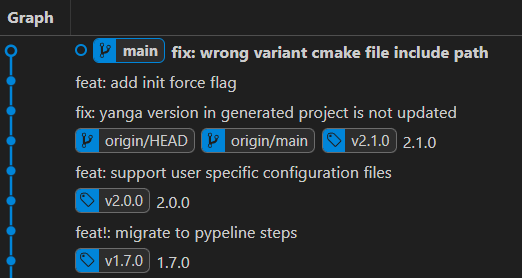 Graph
main fix: wrong variant cmake file include path
feat: add init force flag
fix: yanga version in generated project is not updated
origin/HEAD origin/main v2.1.0 2.1.0
feat: support user specific configuration files
v2.0.0 2.0.0
feat!: migrate to pypeline steps
v1.7.0 1.7.0